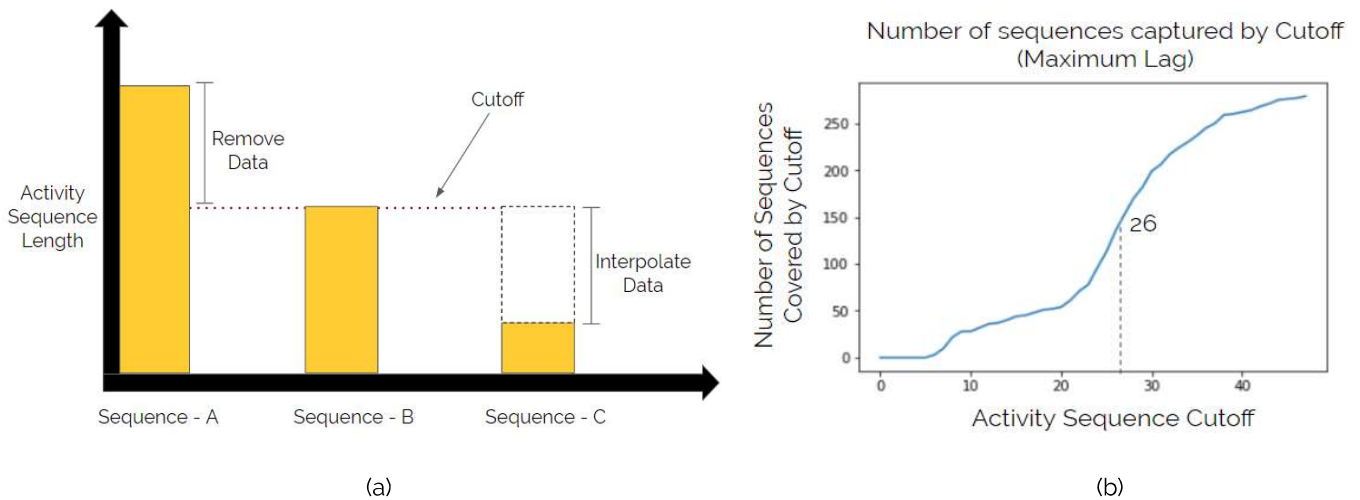 Activity
Sequence
Length
Remove
Data
Cutoff
Interpolate
Data
Sequence - A
Sequence - B
Sequence - C
(a)
Number of sequences captured by Cutoff
(Maximum Lag)
Number of Sequences
Covered by Cutoff
250
200
150
100
50
0
26
0
10
20
30
40
Activity Sequence Cutoff
(b)